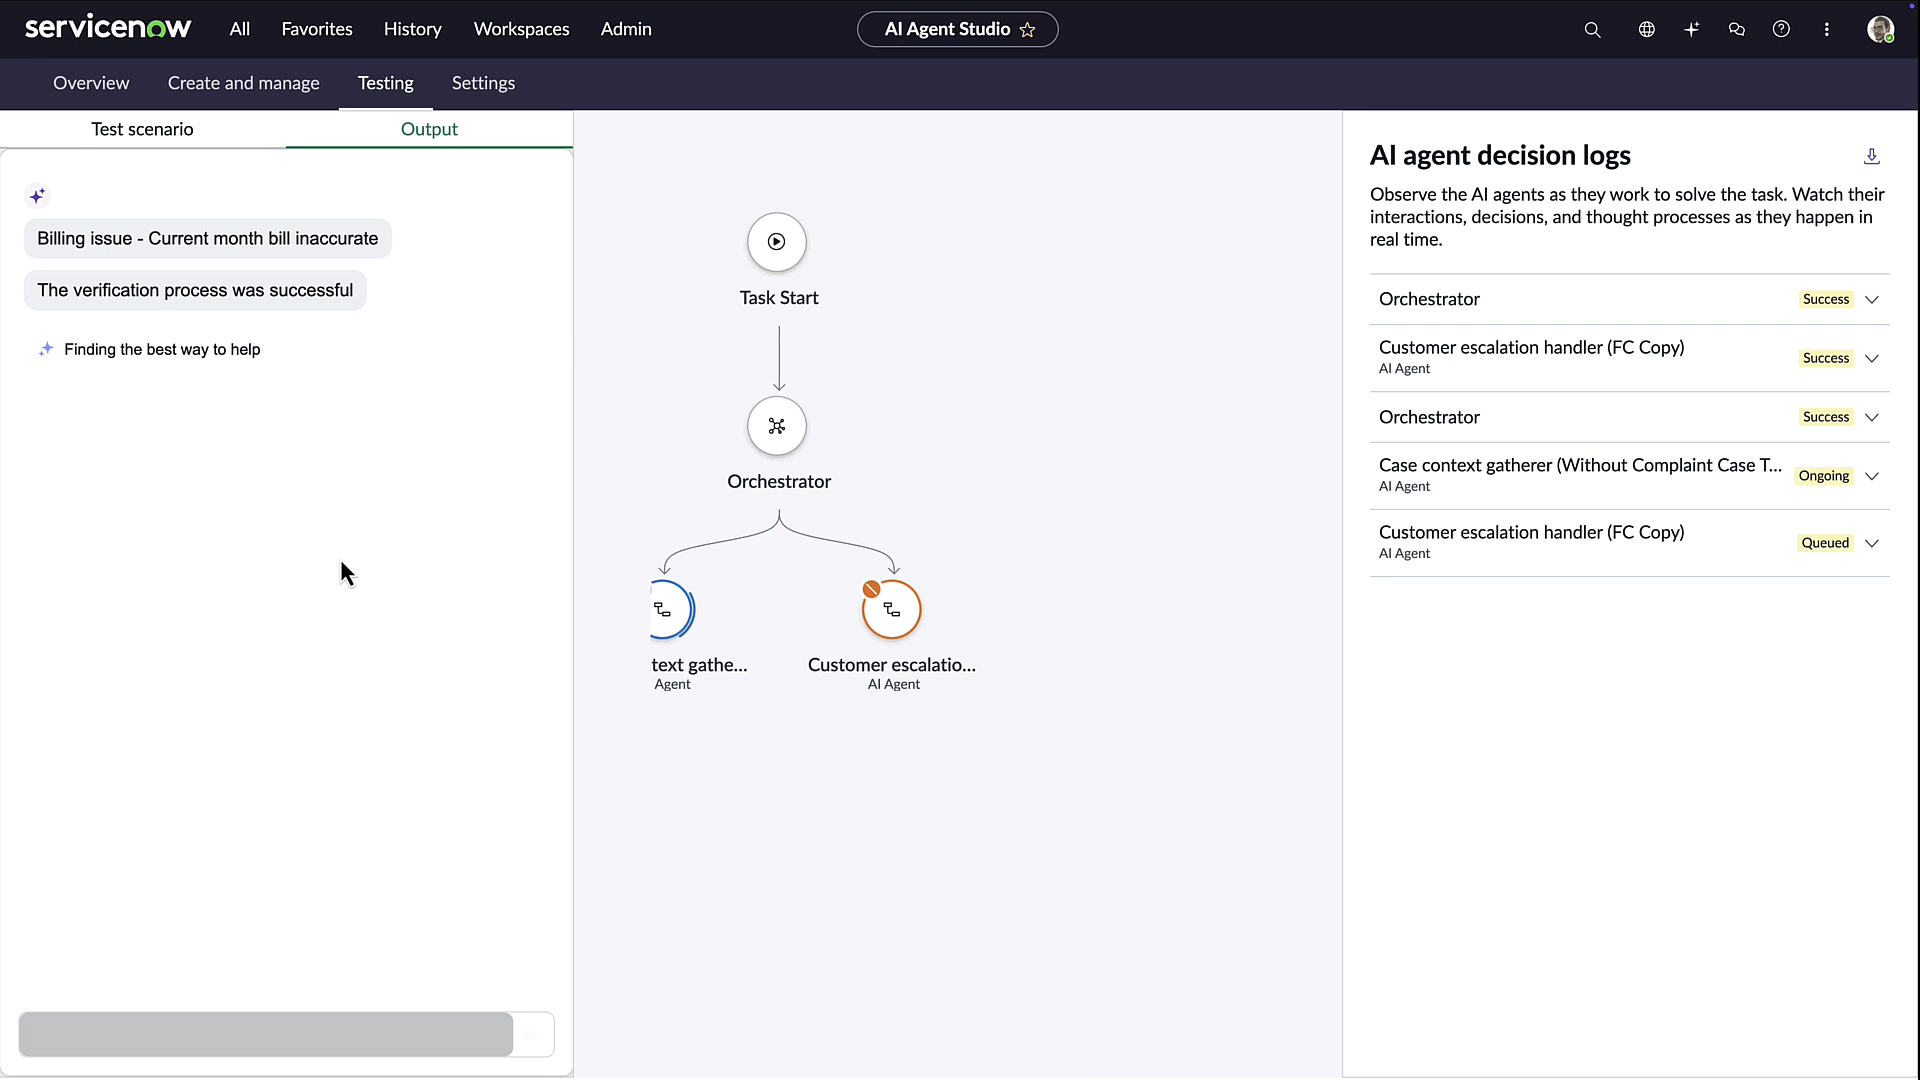 servicenow
All
Favorites
History
Workspaces
Admin
AI Agent Studio
Overview
Create and manage
Testing
Settings
Test scenario
Output
Billing issue - Current month bill inaccurate
The verification process was successful
Finding the best way to help
Task Start
Orchestrator
text gathe...
Agent
Customer escalatio...
AI Agent
AI agent decision logs
Observe the AI agents as they work to solve the task. Watch their
interactions, decisions, and thought processes as they happen in
real time.
Orchestrator
Success
Customer escalation handler (FC Copy)
AI Agent
Success
Orchestrator
Success
Case context gatherer (Without Complaint Case T...
AI Agent
Ongoing
Customer escalation handler (FC Copy)
AI Agent
Queued